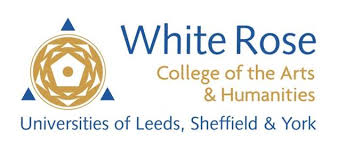 White Rose
College of the Arts
& Humanities
Universities of Leeds, Sheffield & York